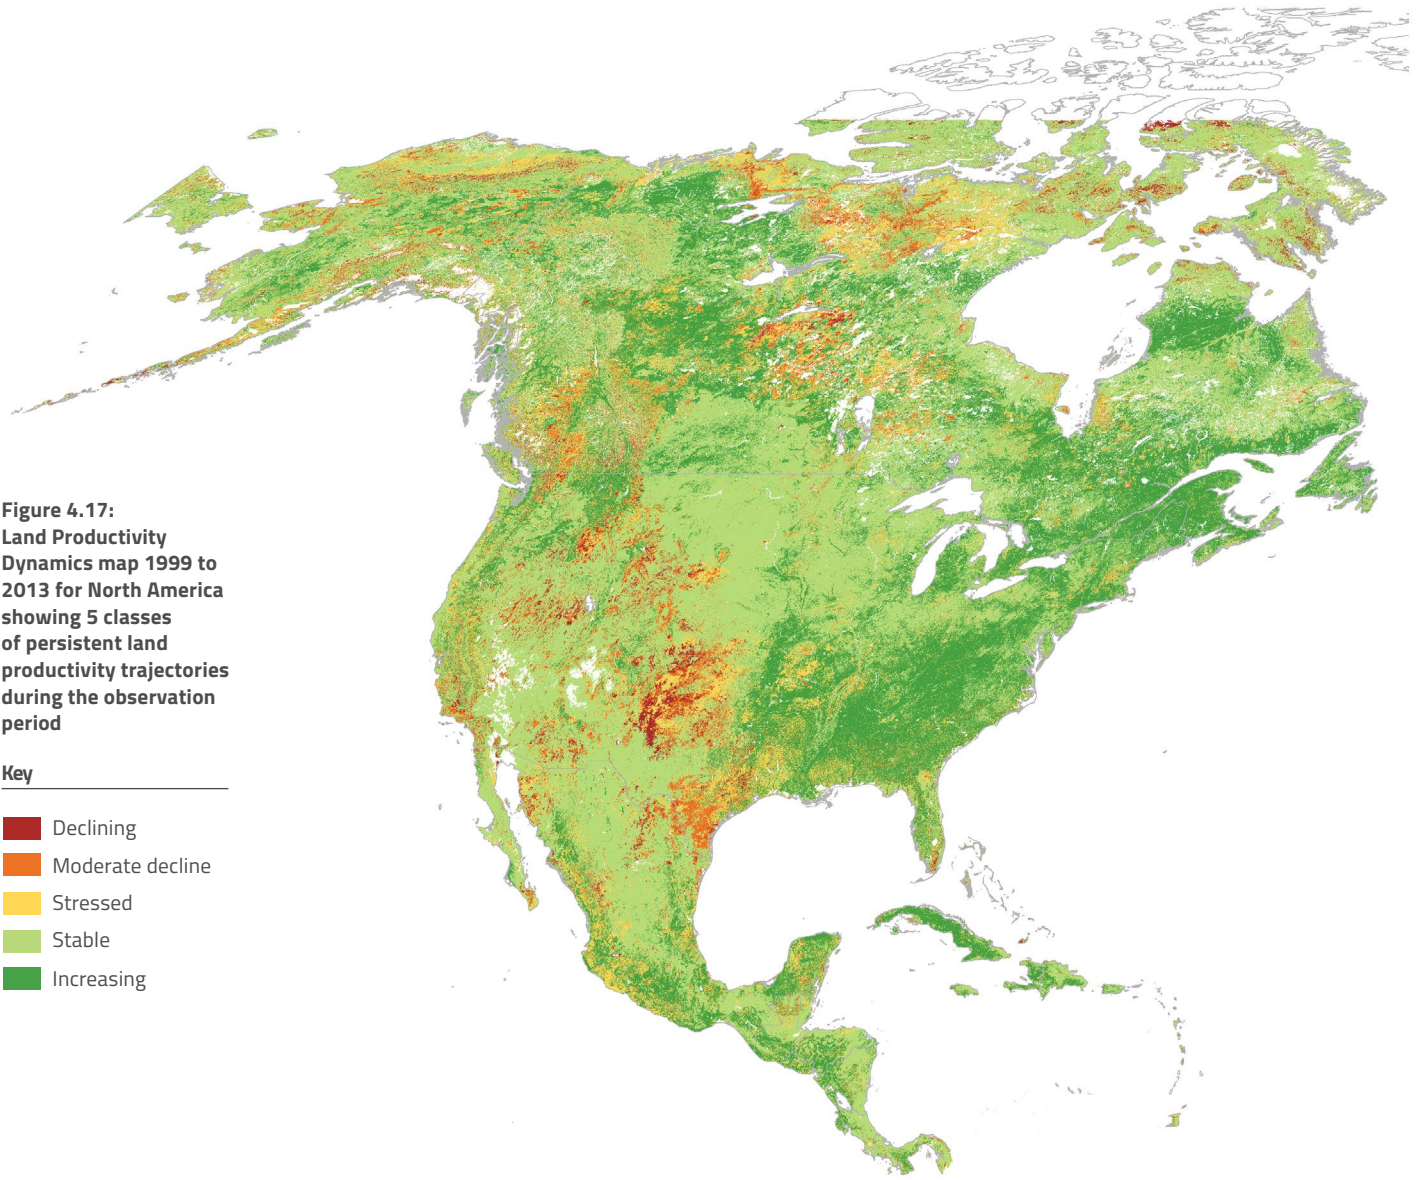 Figure 4.17:
Land Productivity
Dynamics map 1999 to
2013 for North America
showing 5 classes
of persistent land
productivity trajectories
during the observation
period
Key
Declining
Moderate decline
Stressed
Stable
Increasing